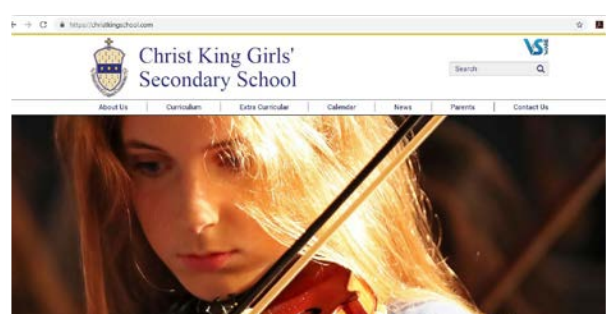 https://christkingschool.com
Christ King Girls'
Secondary School
VS
Search
About Us
Curriculum
Extra Curricular
Calendar
News
Parents
Contact Us